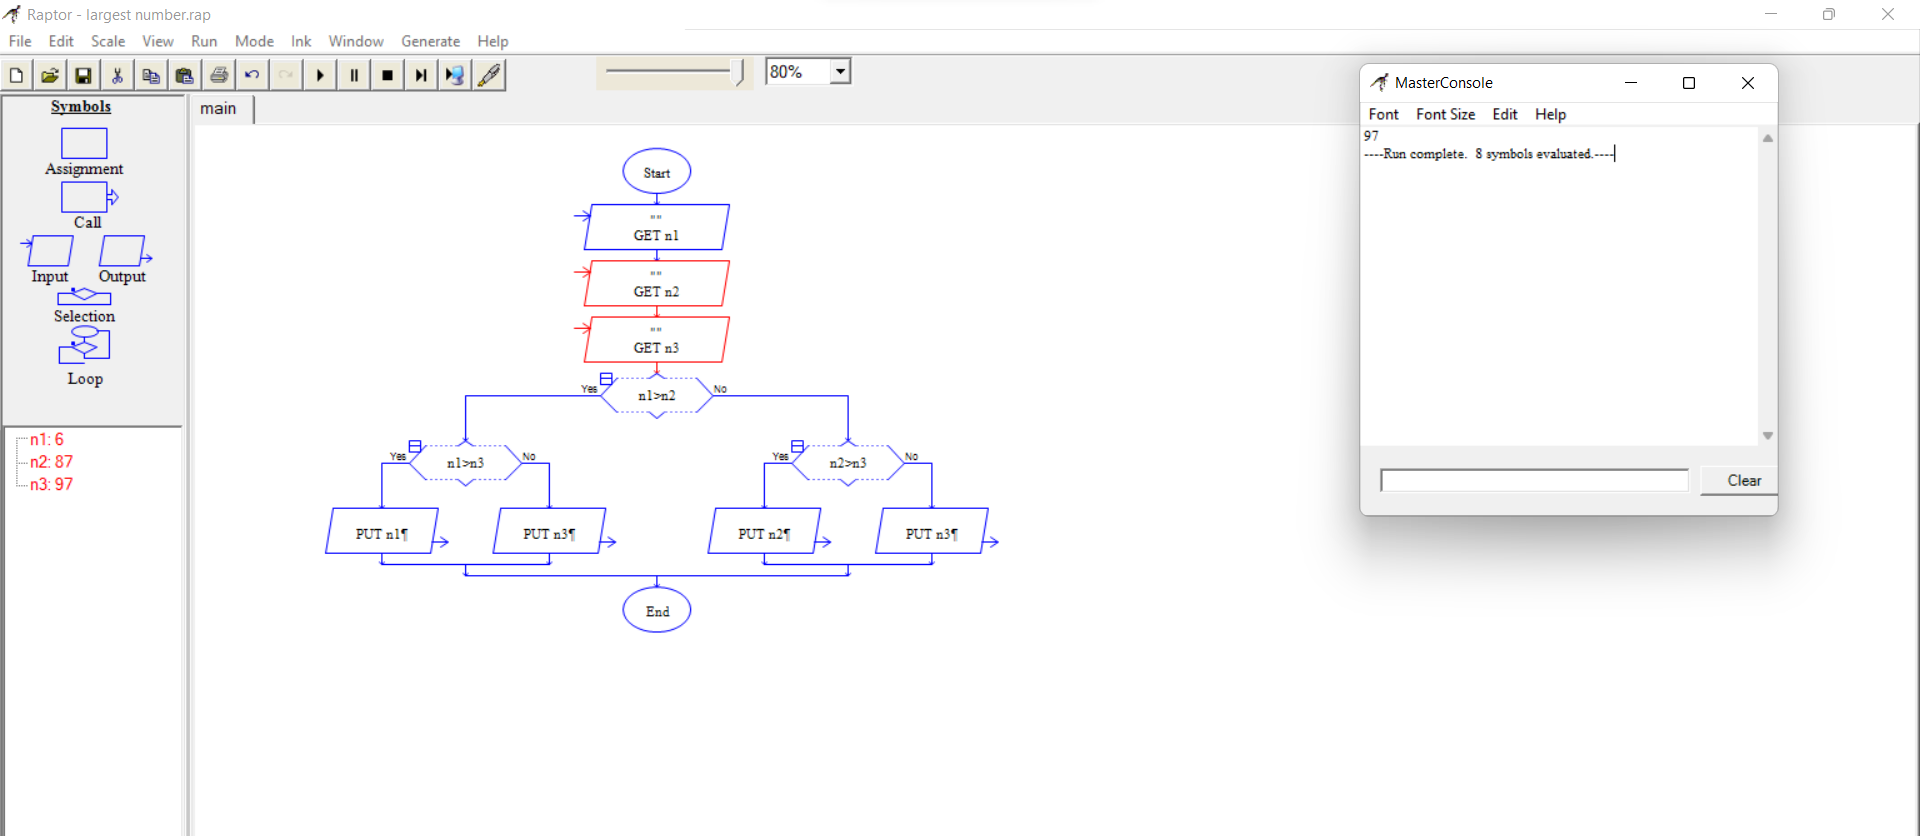 Raptor - largest number.rap
File Edit Scale View Run Mode Ink Window Generate Help
80%
Symbols
Assignment
Call
Input Output
Selection
Loop
n1: 6
n2: 87
n3: 97
main
Start
""
GET n1
""
GET n2
""
GET n3
Yes n1>n2 No
Yes n1>n3 No
Yes n2>n3 No
PUT n1¶ PUT n3¶ PUT n2¶ PUT n3¶
End
MasterConsole
Font Font Size Edit Help
97
----Run complete.  8 symbols evaluated.----
Clear